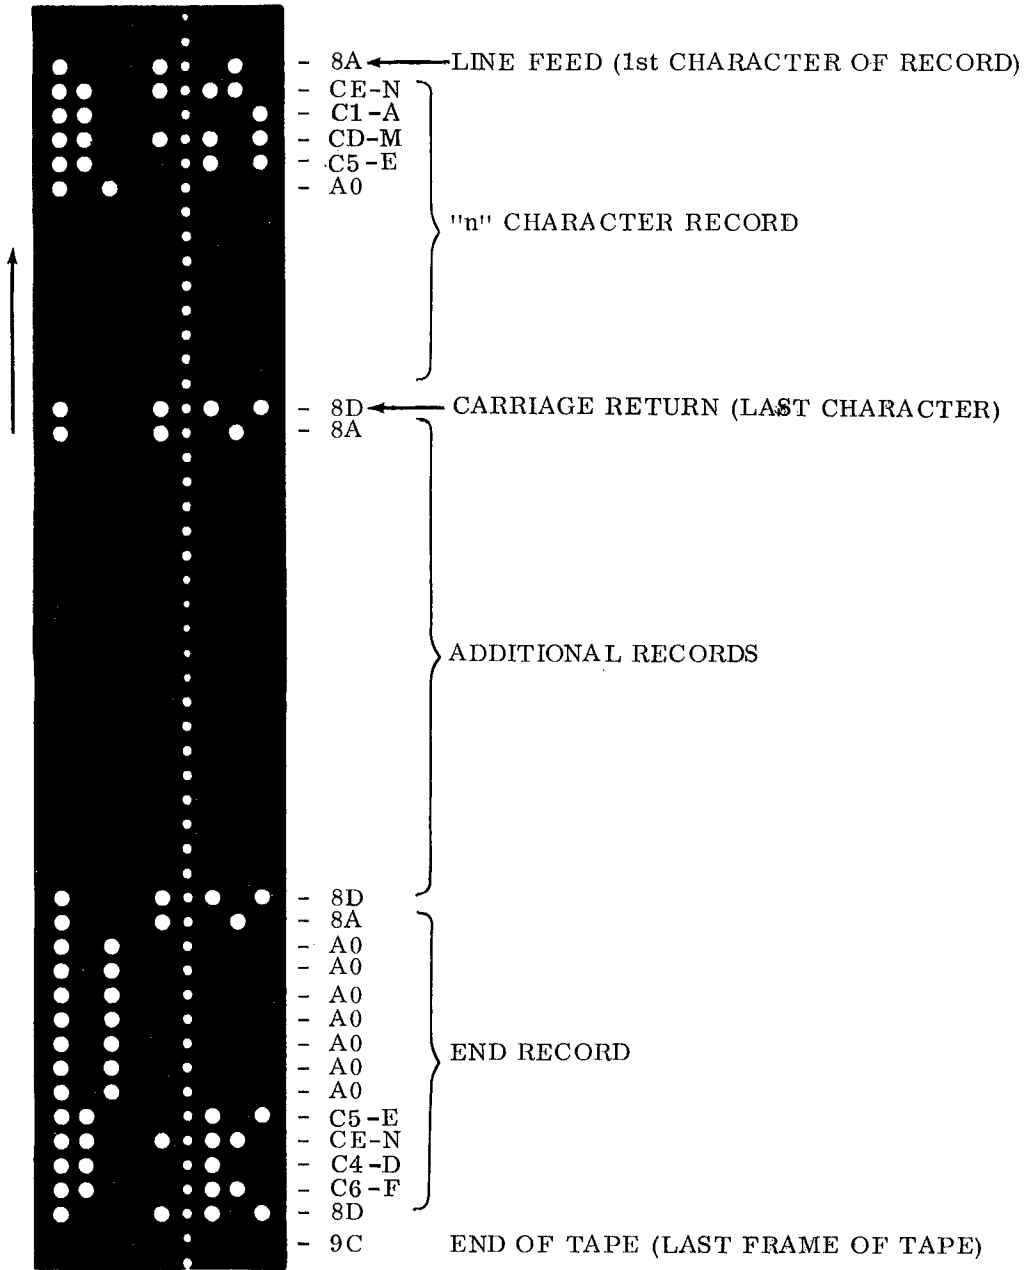 - 8A LINE FEED (1st CHARACTER OF RECORD)
- CE-N
- C1-A
- CD-M
- C5-E
- A0
"n" CHARACTER RECORD
- 8D CARRIAGE RETURN (LAST CHARACTER)
- 8A
ADDITIONAL RECORDS
- 8D
- 8A
- A0
- A0
- A0
- A0
- A0
- A0
- A0
END RECORD
- C5-E
- CE-N
- C4-D
- C6-F
- 8D
- 9C END OF TAPE (LAST FRAME OF TAPE)